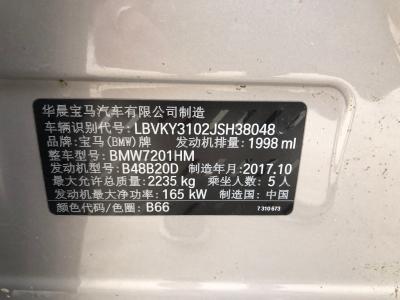 华晨宝马汽车有限公司制造
车辆识别代号: LBVKY3102JSH38048
品牌: 宝马(BMW)牌 发动机排量: 1998 ml
整车型号: BMW7201HM
发动机型号: B48B20D 制造年月: 2017.10
最大允许总质量: 2235 kg 乘坐人数: 5 人
发动机最大净功率: 165 kW 制造国: 中国
颜色代码/色圈: B66 7 310 673